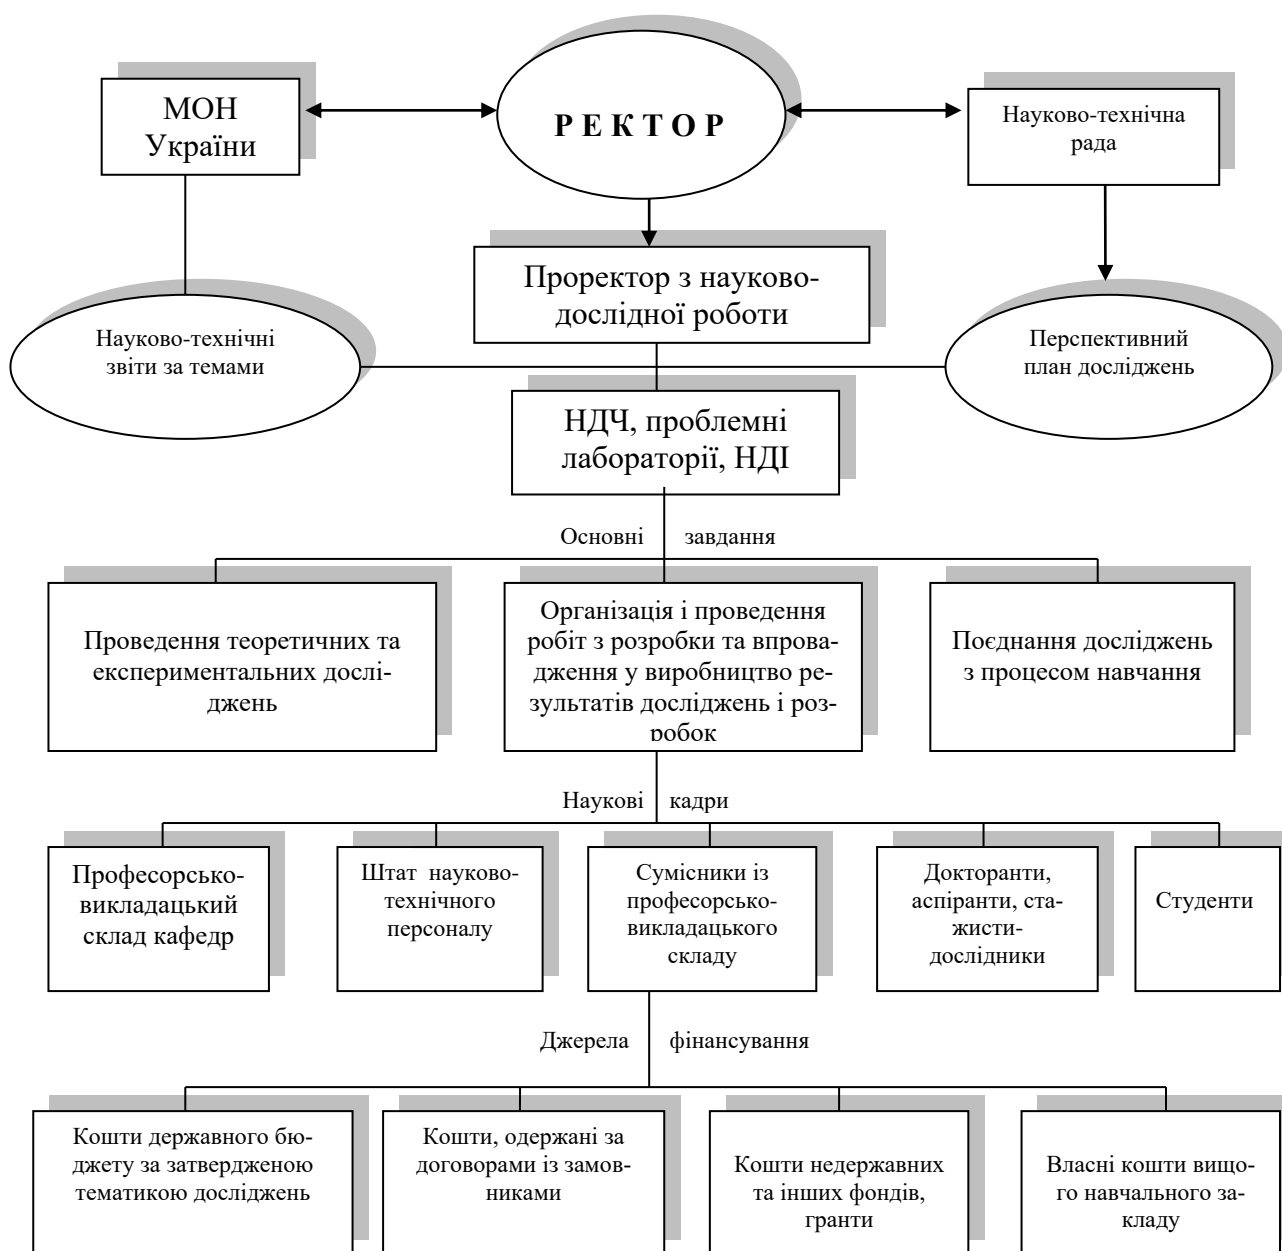 МОН
України
Р Е К Т О Р
Науково-технічна
рада
Проректор з науково-
дослідної роботи
Науково-технічні
звіти за темами
Перспективний
план досліджень
НДЧ, проблемні
лабораторії, НДІ
Основні завдання
Проведення теоретичних та
експериментальних дослі-
джень
Організація і проведення
робіт з розробки та впрова-
дження у виробництво ре-
зультатів досліджень і роз-
робок
Поєднання досліджень
з процесом навчання
Наукові кадри
Професорсько-
викладацький
склад кафедр
Штат науково-
технічного
персоналу
Сумісники із
професорсько-
викладацького
складу
Докторанти,
аспіранти, ста-
жисти-
дослідники
Студенти
Джерела фінансування
Кошти державного бю-
джету за затвердженою
тематикою досліджень
Кошти, одержані за
договорами із замов-
никами
Кошти недержавних
та інших фондів,
гранти
Власні кошти вищо-
го навчального за-
кладу